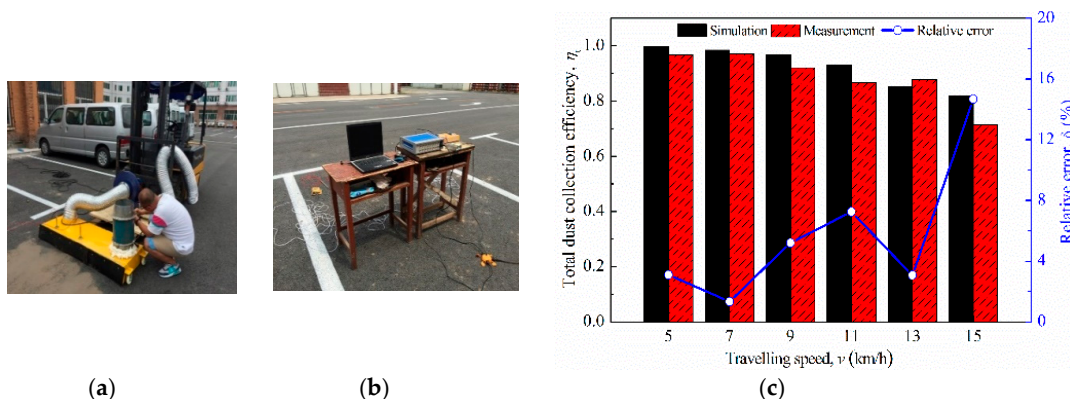 Simulation Measurement Relative error
Total dust collection efficiency, ηt
1.0
0.8
0.6
0.4
0.2
0.0
20
16
12
8
4
0
Relative error, δ (%)
5 7 9 11 13 15
Travelling speed, v (km/h)
(a) (b) (c)